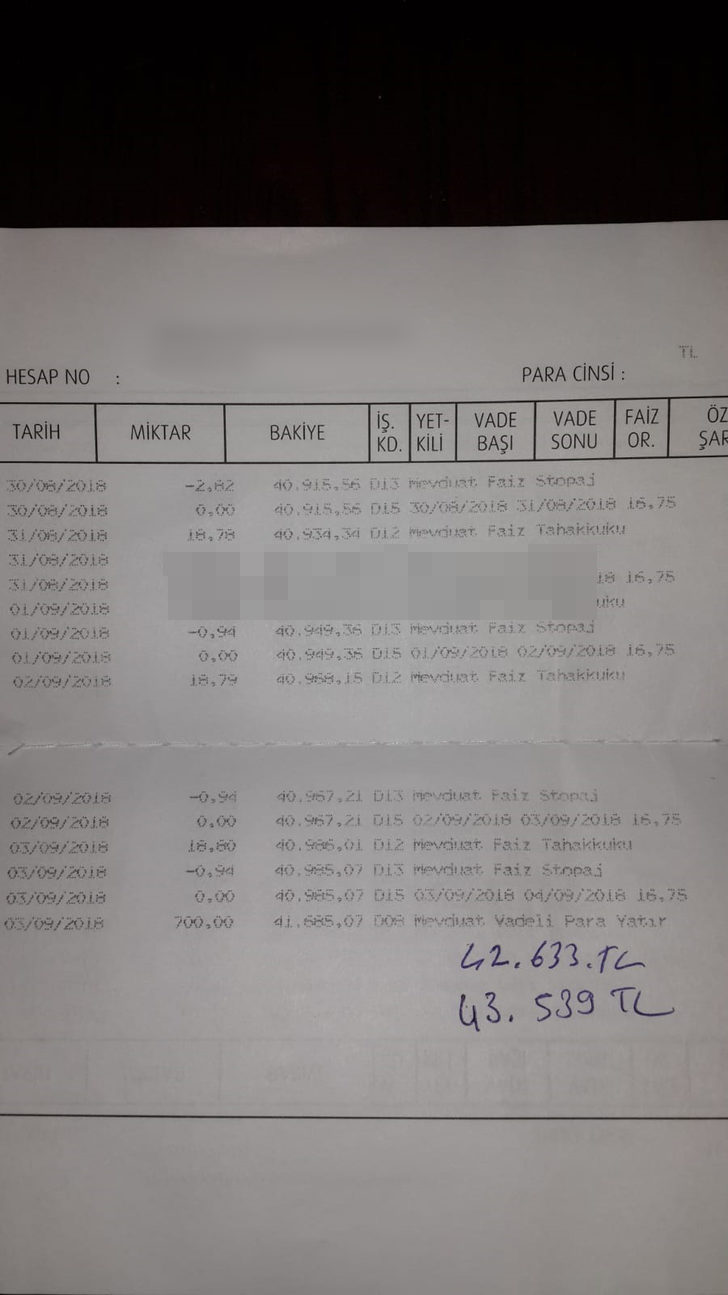 TL
HESAP NO : PARA CİNSİ :
TARİH MİKTAR BAKİYE İŞ. KD. YET- KİLİ VADE BAŞI VADE SONU FAİZ OR. ÖZ ŞAR
30/08/2018 -2,82 40.915,56 D13 Mevduat Faiz Stopaj
30/08/2018 0,00 40.915,56 D15 30/08/2018 31/08/2018 16,75
31/08/2018 18,78 40.934,34 D12 Mevduat Faiz Tahakkuku
31/08/2018
31/08/2018 18 16,75
01/09/2018 uku
01/09/2018 -0,94 40.949,36 D13 Mevduat Faiz Stopaj
01/09/2018 0,00 40.949,36 D15 01/09/2018 02/09/2018 16,75
02/09/2018 18,79 40.968,15 D12 Mevduat Faiz Tahakkuku
02/09/2018 -0,94 40.967,21 D13 Mevduat Faiz Stopaj
02/09/2018 0,00 40.967,21 D15 02/09/2018 03/09/2018 16,75
03/09/2018 18,80 40.986,01 D12 Mevduat Faiz Tahakkuku
03/09/2018 -0,94 40.985,07 D13 Mevduat Faiz Stopaj
03/09/2018 0,00 40.985,07 D15 03/09/2018 04/09/2018 16,75
03/09/2018 700,00 41.685,07 D08 Mevduat Vadeli Para Yatır
42.633.TL
43.539 TL